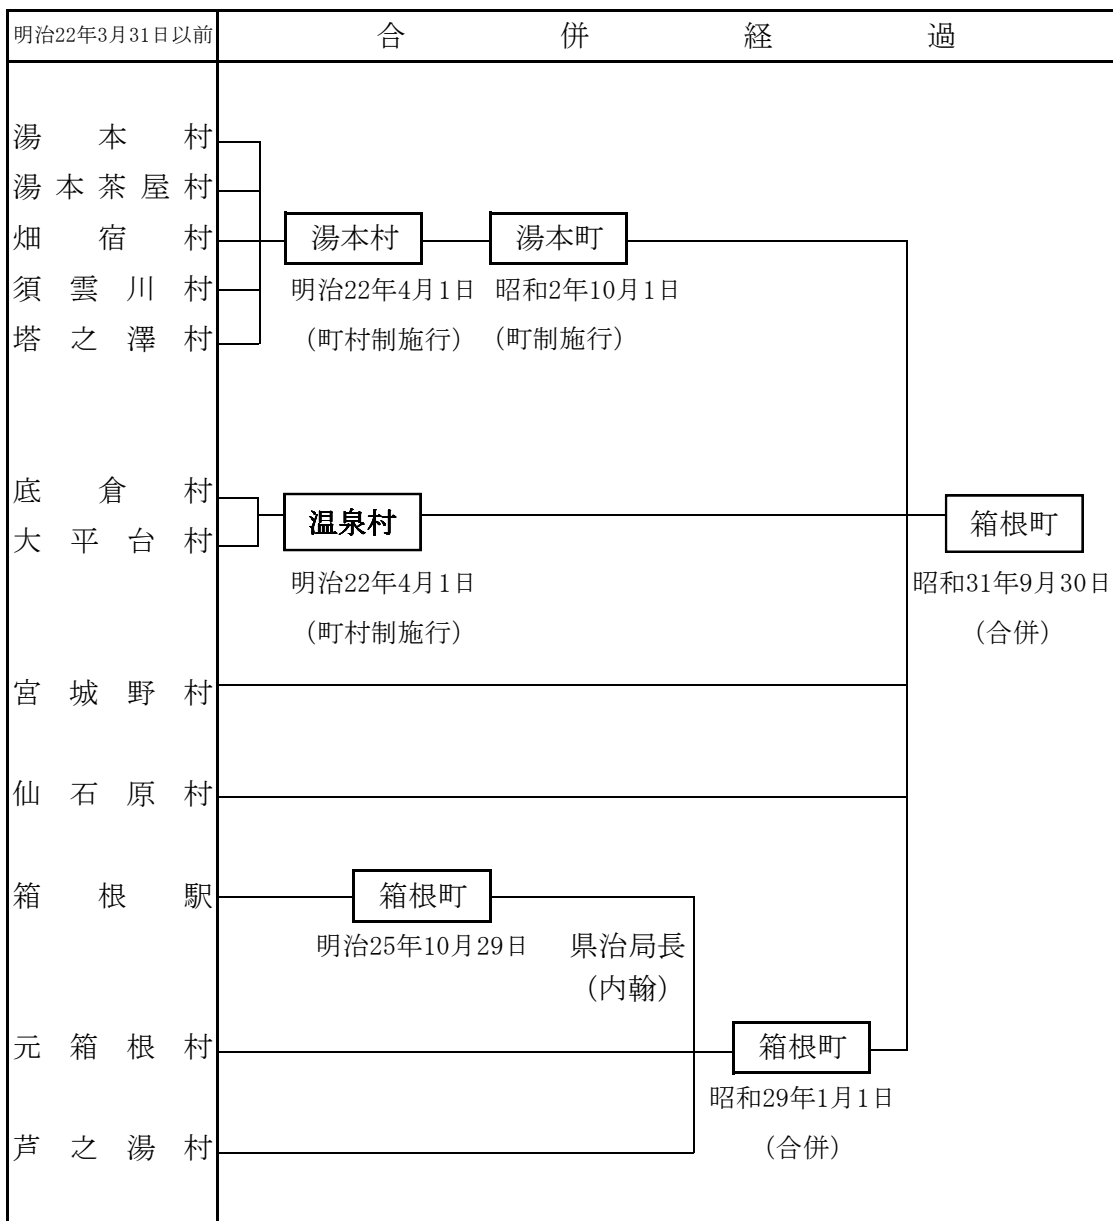 明治22年3月31日以前
合併経過
湯本村
湯本茶屋村
畑宿村
須雲川村
塔之澤村
湯本村
湯本町
明治22年4月1日
昭和2年10月1日
(町村制施行)
(町制施行)
底倉村
大平台村
温泉村
明治22年4月1日
(町村制施行)
箱根町
昭和31年9月30日
(合併)
宮城野村
仙石原村
箱根駅
箱根町
明治25年10月29日
県治局長
(内翰)
元箱根村
箱根町
昭和29年1月1日
(合併)
芦之湯村